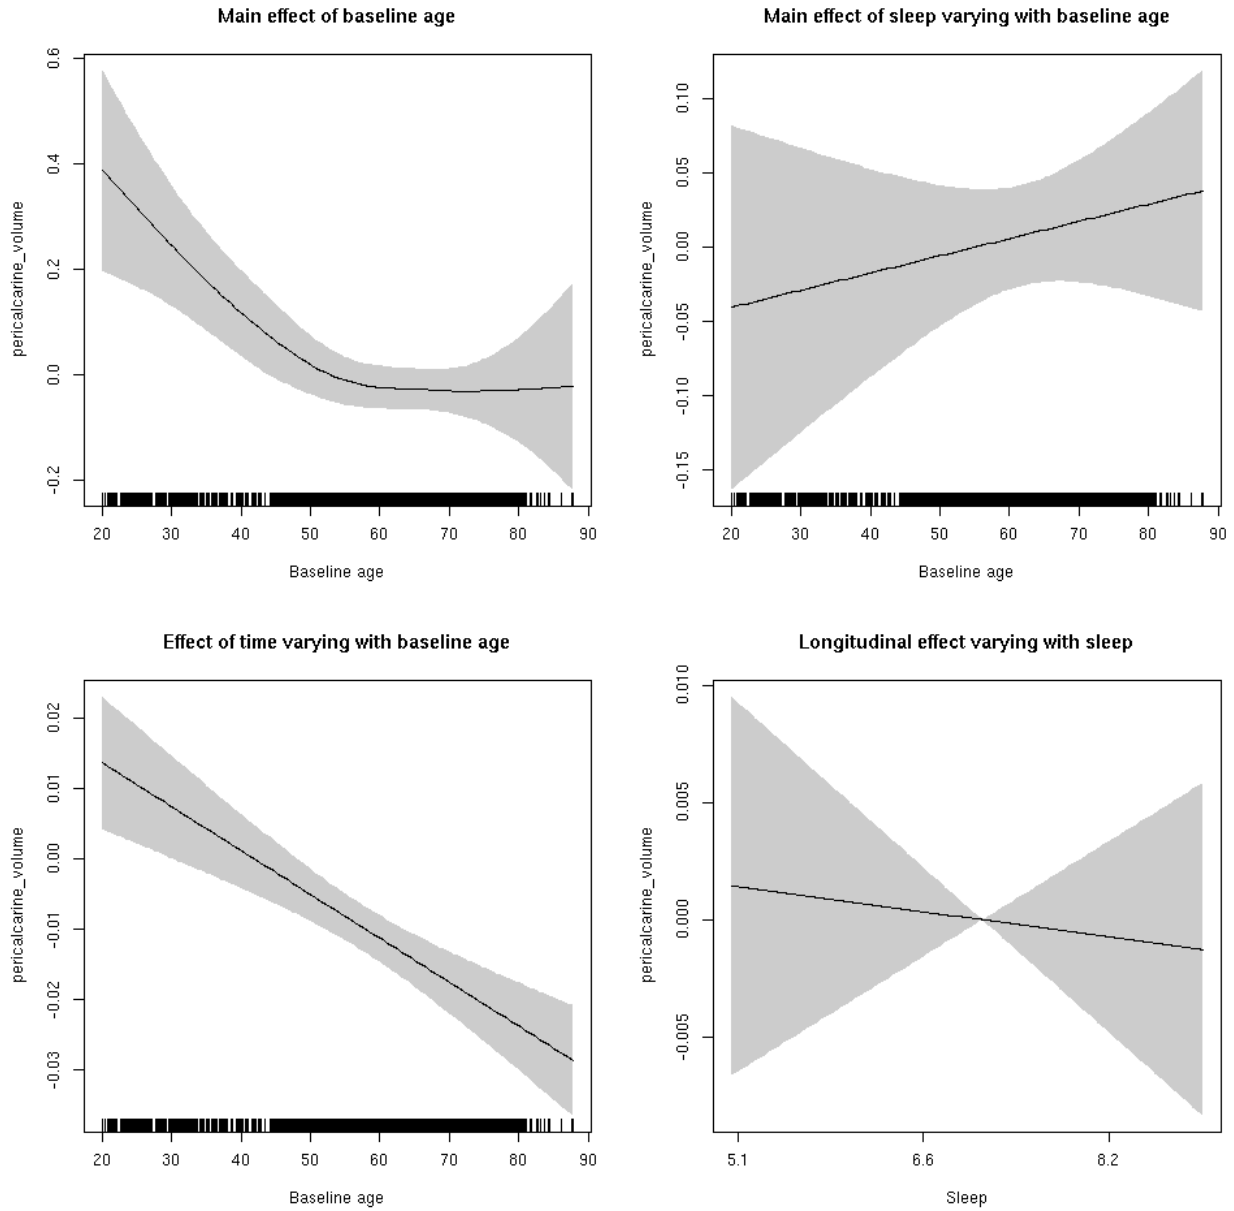 Main effect of baseline age
pericalcarine_volume
0.6
0.4
0.2
0.0
-0.2
20 30 40 50 60 70 80 90
Baseline age
Main effect of sleep varying with baseline age
pericalcarine_volume
0.10
0.05
0.00
-0.05
-0.10
-0.15
20 30 40 50 60 70 80 90
Baseline age
Effect of time varying with baseline age
pericalcarine_volume
0.02
0.01
0.00
-0.01
-0.02
-0.03
20 30 40 50 60 70 80 90
Baseline age
Longitudinal effect varying with sleep
pericalcarine_volume
0.010
0.005
0.000
-0.005
5.1 6.6 8.2
Sleep